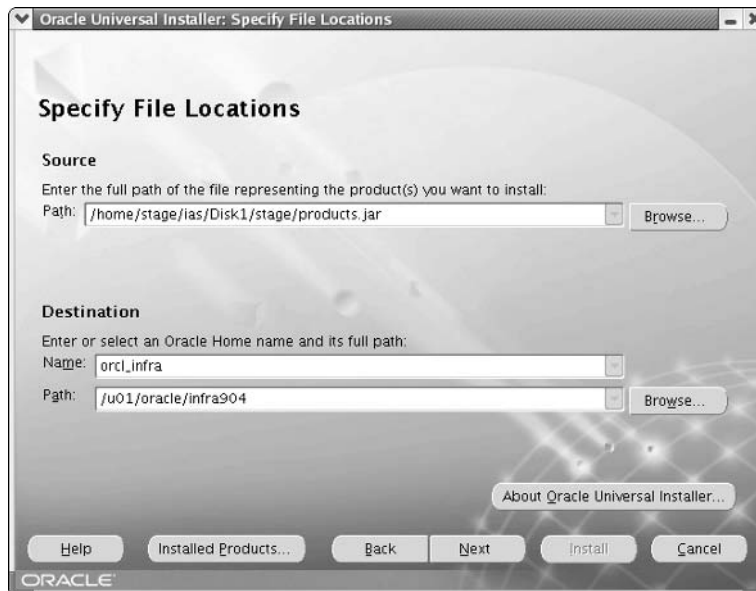 Oracle Universal Installer: Specify File Locations
Specify File Locations
Source
Enter the full path of the file representing the product(s) you want to install:
Path: /home/stage/ias/Disk1/stage/products.jar Browse...
Destination
Enter or select an Oracle Home name and its full path:
Name: orcl_infra
Path: /u01/oracle/infra904 Browse...
About Oracle Universal Installer...
Help Installed Products... Back Next Install Cancel
ORACLE